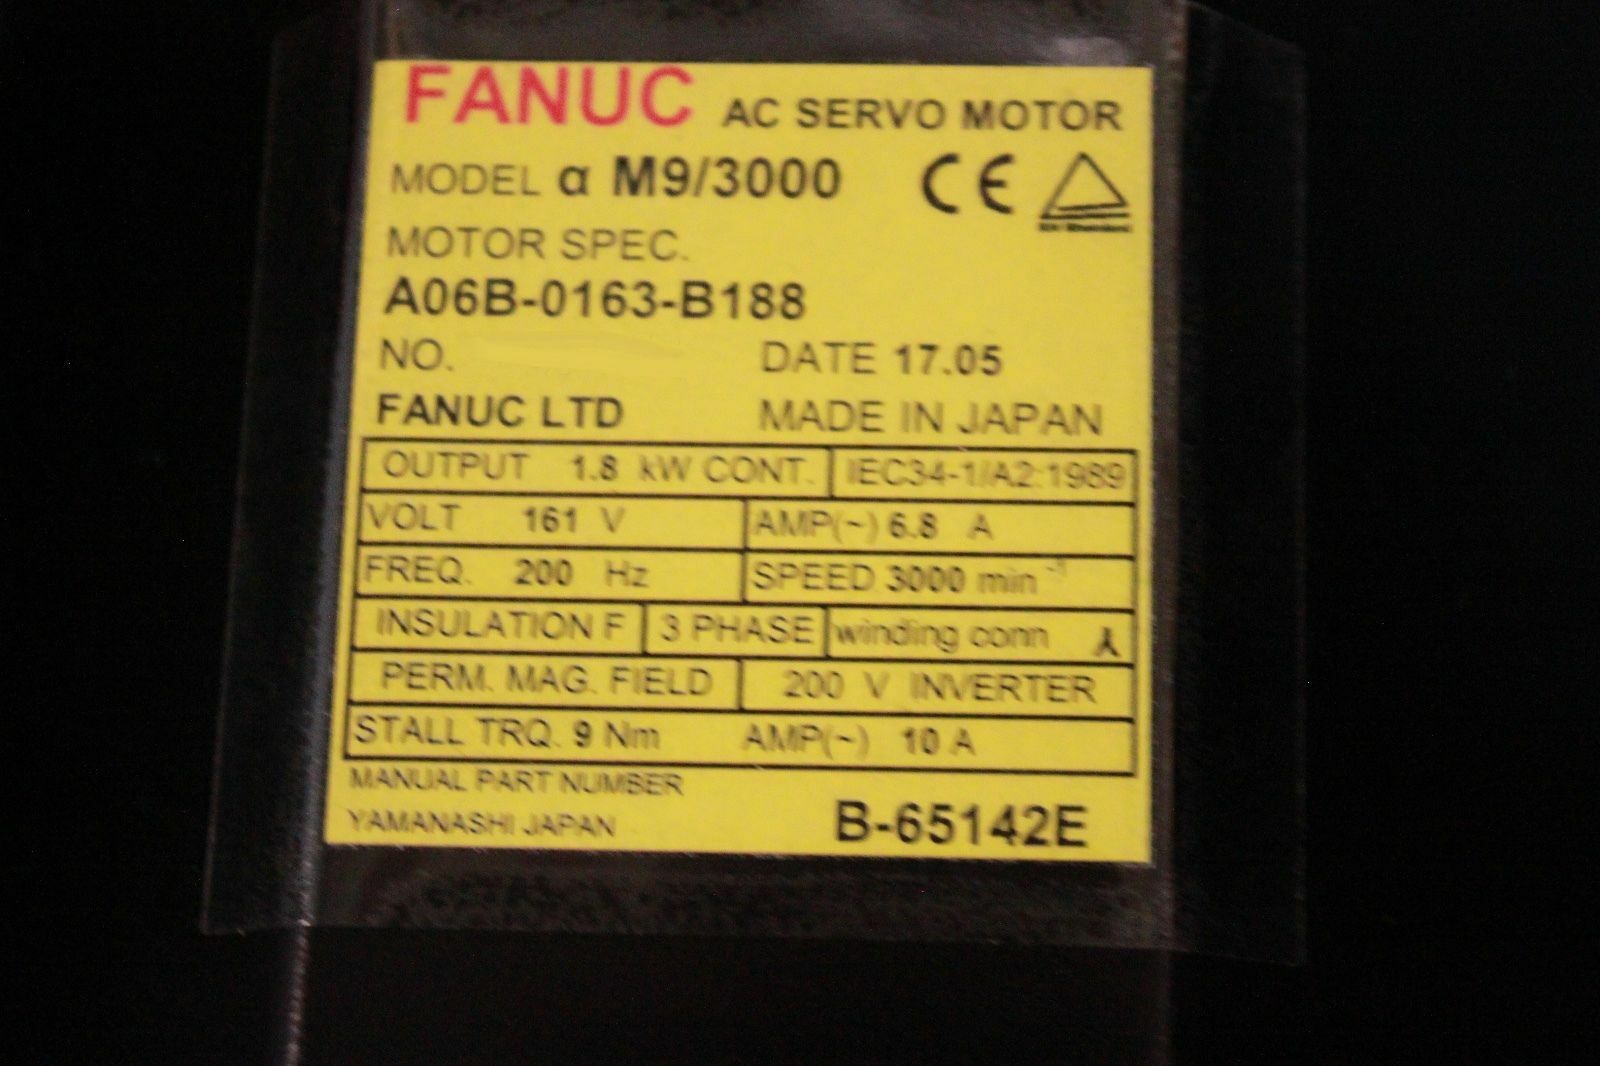 FANUC AC SERVO MOTOR
MODEL α M9/3000 CE
MOTOR SPEC.
A06B-0163-B188
NO. DATE 17.05
FANUC LTD MADE IN JAPAN
OUTPUT 1.8 kW CONT. IEC34-1/A2:1989
VOLT 161 V AMP(~) 6.8 A
FREQ. 200 Hz SPEED 3000 min⁻¹
INSULATION F 3 PHASE winding conn
PERM. MAG. FIELD 200 V INVERTER
STALL TRQ. 9 Nm AMP(~) 10 A
MANUAL PART NUMBER
YAMANASHI JAPAN B-65142E